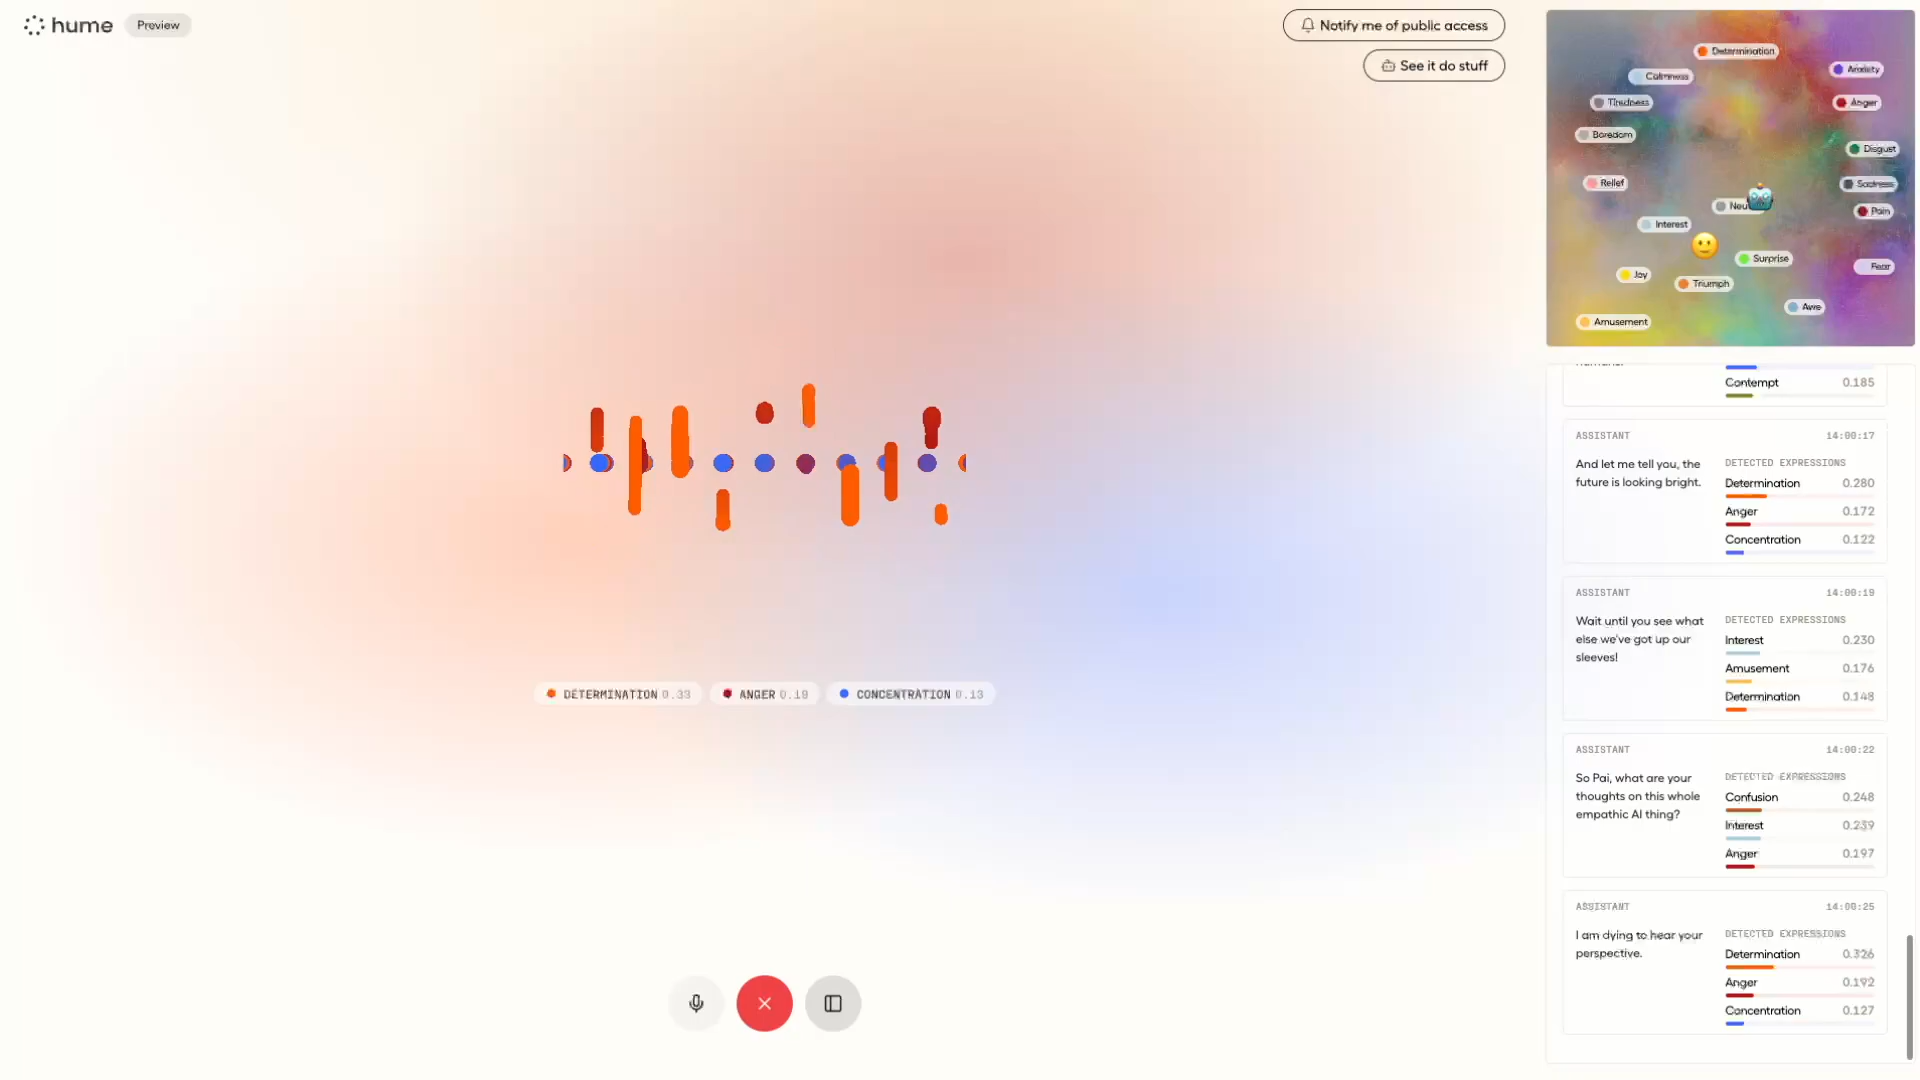 hume
Preview
Notify me of public access
See it do stuff
Determination
Calmness
Anxiety
Tiredness
Anger
Boredom
Disgust
Relief
Sadness
Neu
Pain
Interest
Surprise
Fear
Joy
Triumph
Awe
Amusement
DETERMINATION 0.33
ANGER 0.19
CONCENTRATION 0.13
Contempt 0.185
ASSISTANT 14:00:17
And let me tell you, the
future is looking bright.
DETECTED EXPRESSIONS
Determination 0.280
Anger 0.172
Concentration 0.122
ASSISTANT 14:00:19
Wait until you see what
else we've got up our
sleeves!
DETECTED EXPRESSIONS
Interest 0.230
Amusement 0.176
Determination 0.148
ASSISTANT 14:00:22
So Pai, what are your
thoughts on this whole
empathic AI thing?
DETECTED EXPRESSIONS
Confusion 0.248
Interest 0.239
Anger 0.197
ASSISTANT 14:00:25
I am dying to hear your
perspective.
DETECTED EXPRESSIONS
Determination 0.326
Anger 0.192
Concentration 0.127